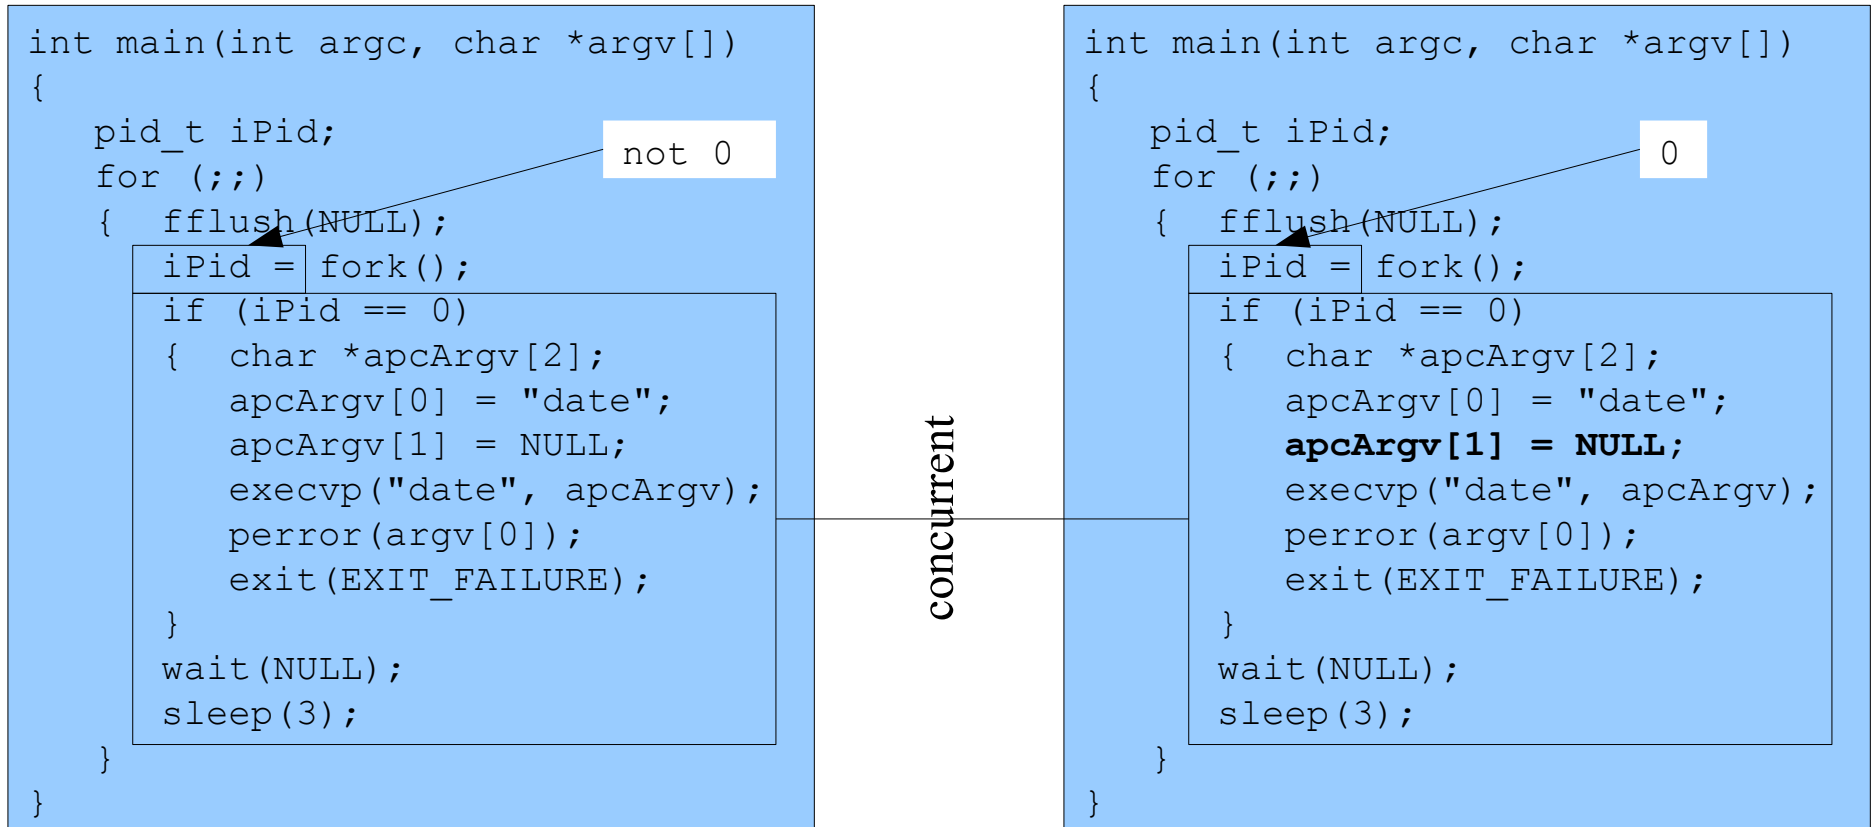 int main(int argc, char *argv[])
{
pid_t iPid;
not 0
for (;;)
{ fflush(NULL);
iPid = fork();
if (iPid == 0)
{ char *apcArgv[2];
apcArgv[0] = "date";
apcArgv[1] = NULL;
execvp("date", apcArgv);
perror(argv[0]);
exit(EXIT_FAILURE);
}
wait(NULL);
sleep(3);
}
}
concurrent
int main(int argc, char *argv[])
{
pid_t iPid;
0
for (;;)
{ fflush(NULL);
iPid = fork();
if (iPid == 0)
{ char *apcArgv[2];
apcArgv[0] = "date";
apcArgv[1] = NULL;
execvp("date", apcArgv);
perror(argv[0]);
exit(EXIT_FAILURE);
}
wait(NULL);
sleep(3);
}
}